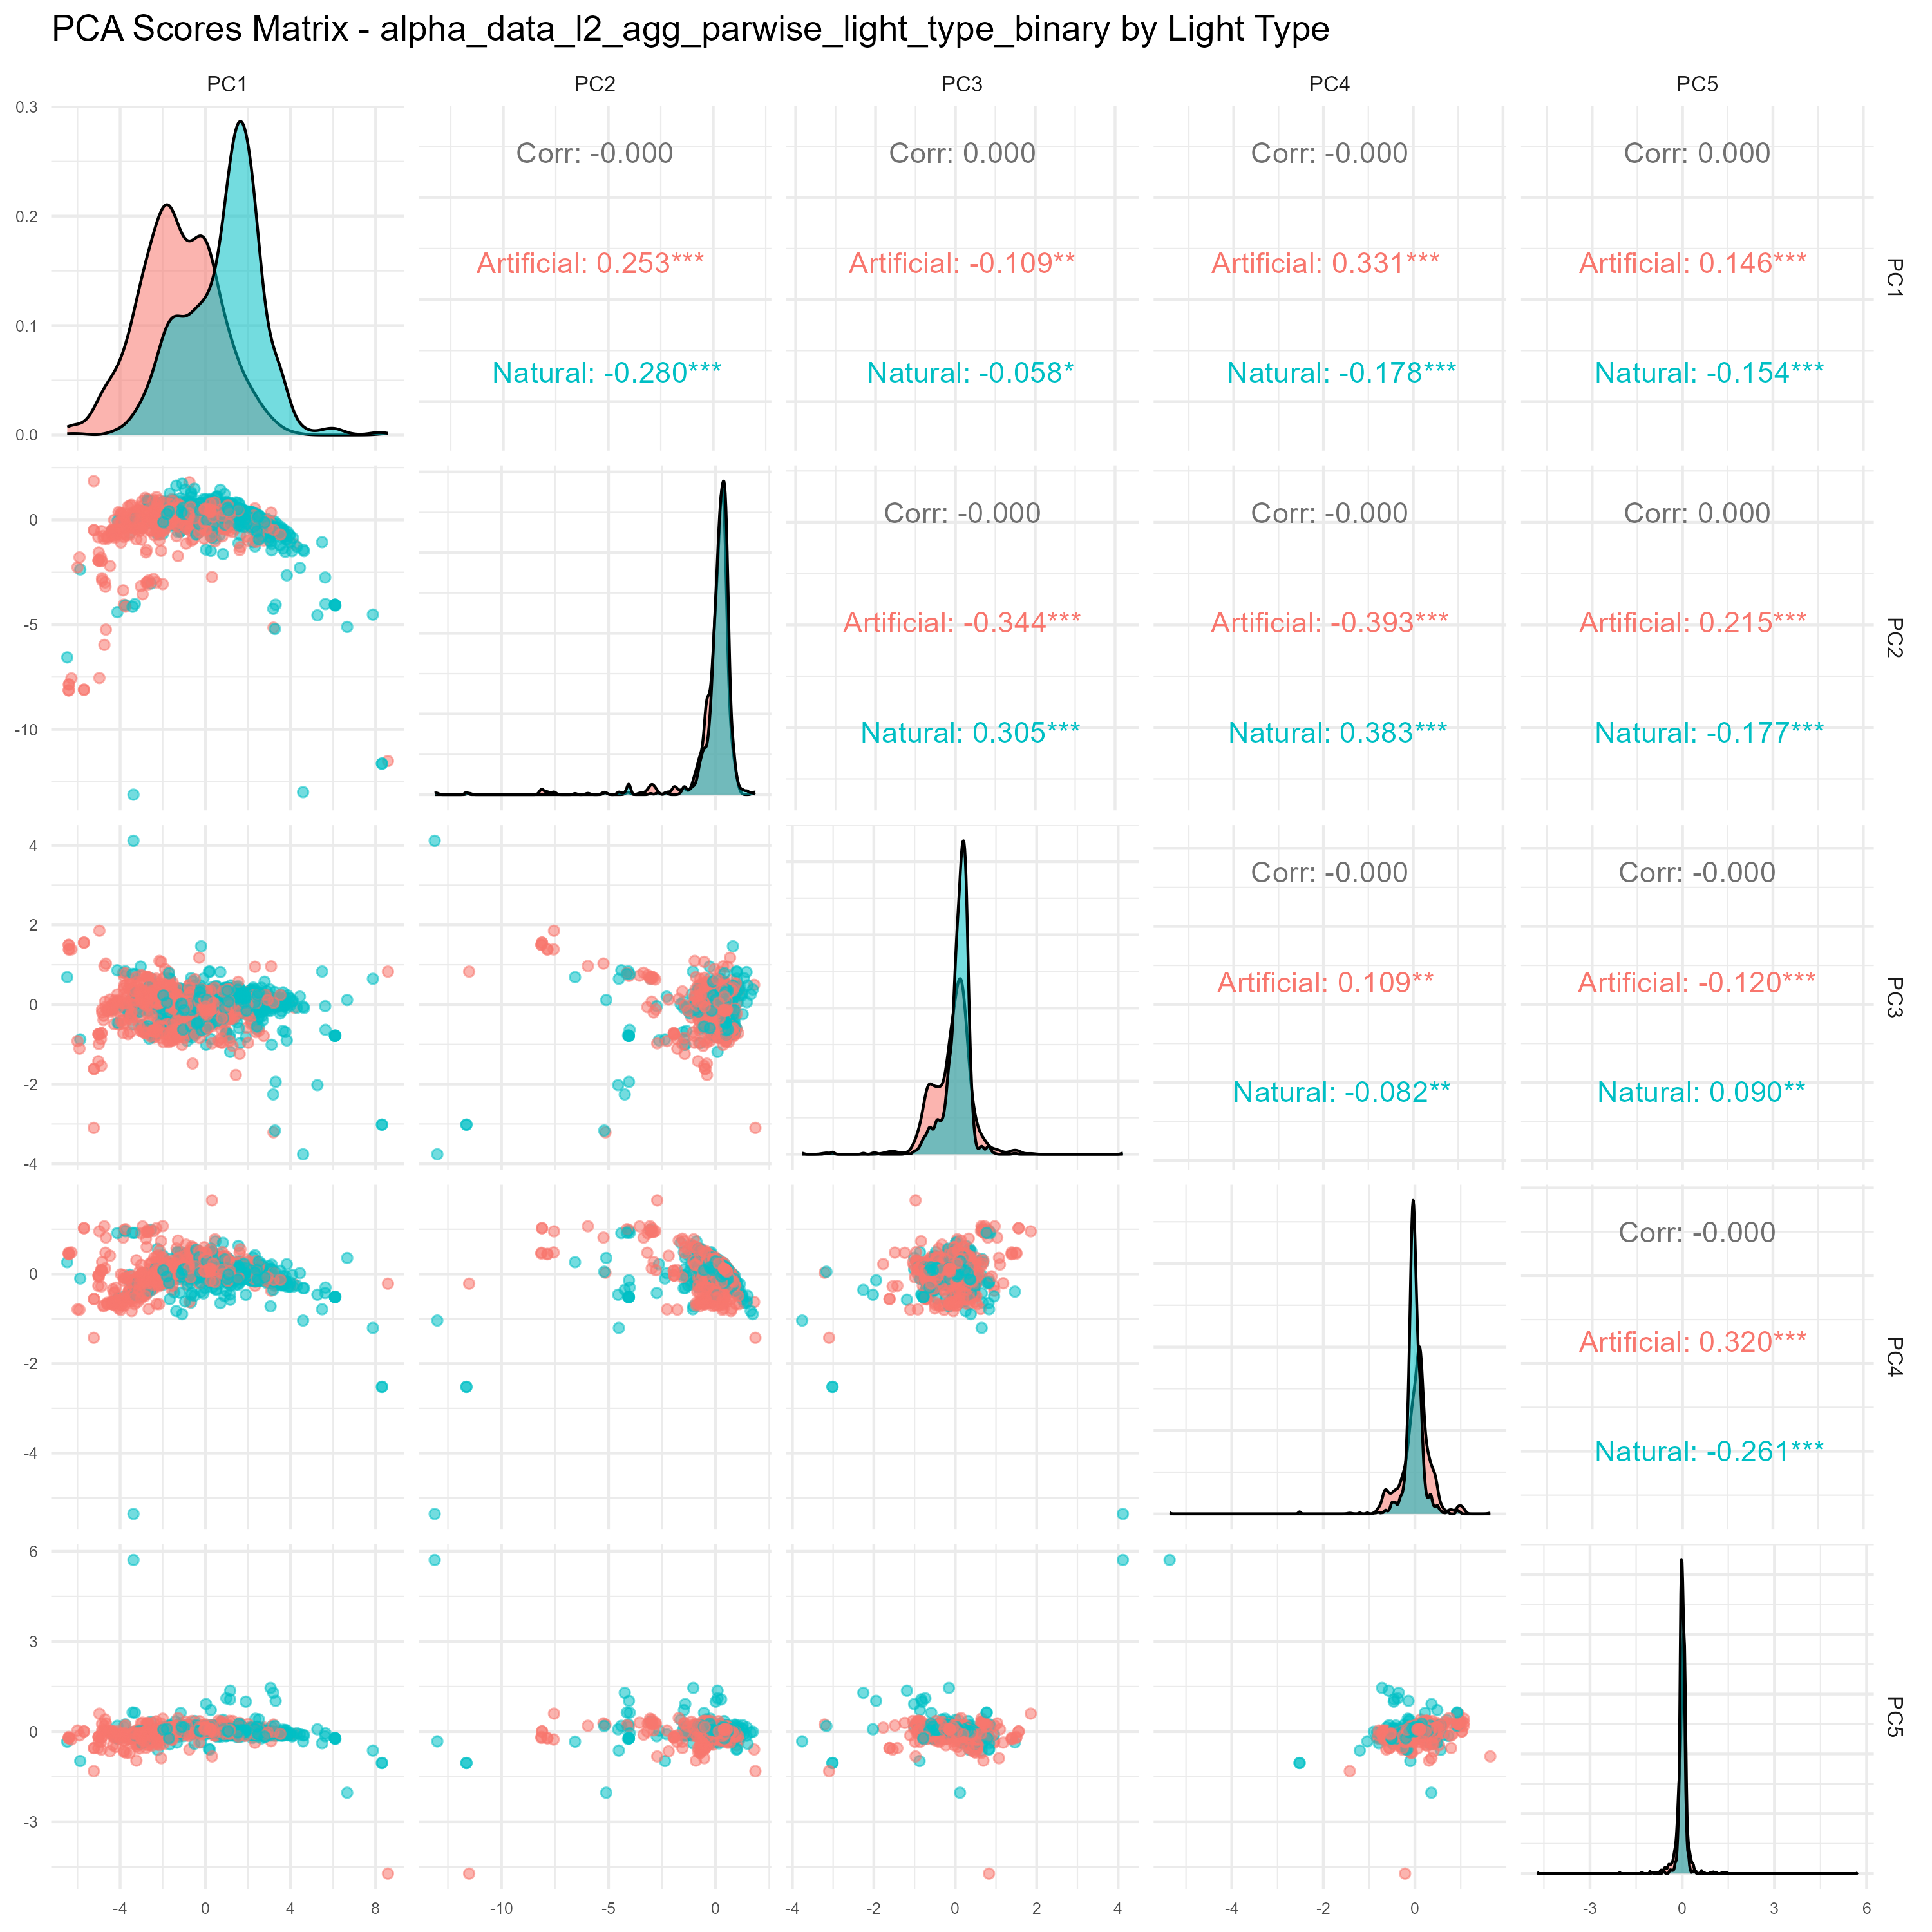 PCA Scores Matrix - alpha_data_l2_agg_parwise_light_type_binary by Light Type
PC1 PC2 PC3 PC4 PC5
0.3
0.2
0.1
0.0
Corr: -0.000
Artificial: 0.253***
Natural: -0.280***
Corr: 0.000
Artificial: -0.109**
Natural: -0.058*
Corr: -0.000
Artificial: 0.331***
Natural: -0.178***
Corr: 0.000
Artificial: 0.146***
Natural: -0.154***
PC1
0
-5
-10
Corr: -0.000
Artificial: -0.344***
Natural: 0.305***
Corr: -0.000
Artificial: -0.393***
Natural: 0.383***
Corr: 0.000
Artificial: 0.215***
Natural: -0.177***
PC2
4
2
0
-2
-4
Corr: -0.000
Artificial: 0.109**
Natural: -0.082**
Corr: -0.000
Artificial: -0.120***
Natural: 0.090**
PC3
0
-2
-4
Corr: -0.000
Artificial: 0.320***
Natural: -0.261***
PC4
6
3
0
-3
PC5
-4 0 4 8
-10 -5 0
-4 -2 0 2 4
-4 -2 0
-3 0 3 6